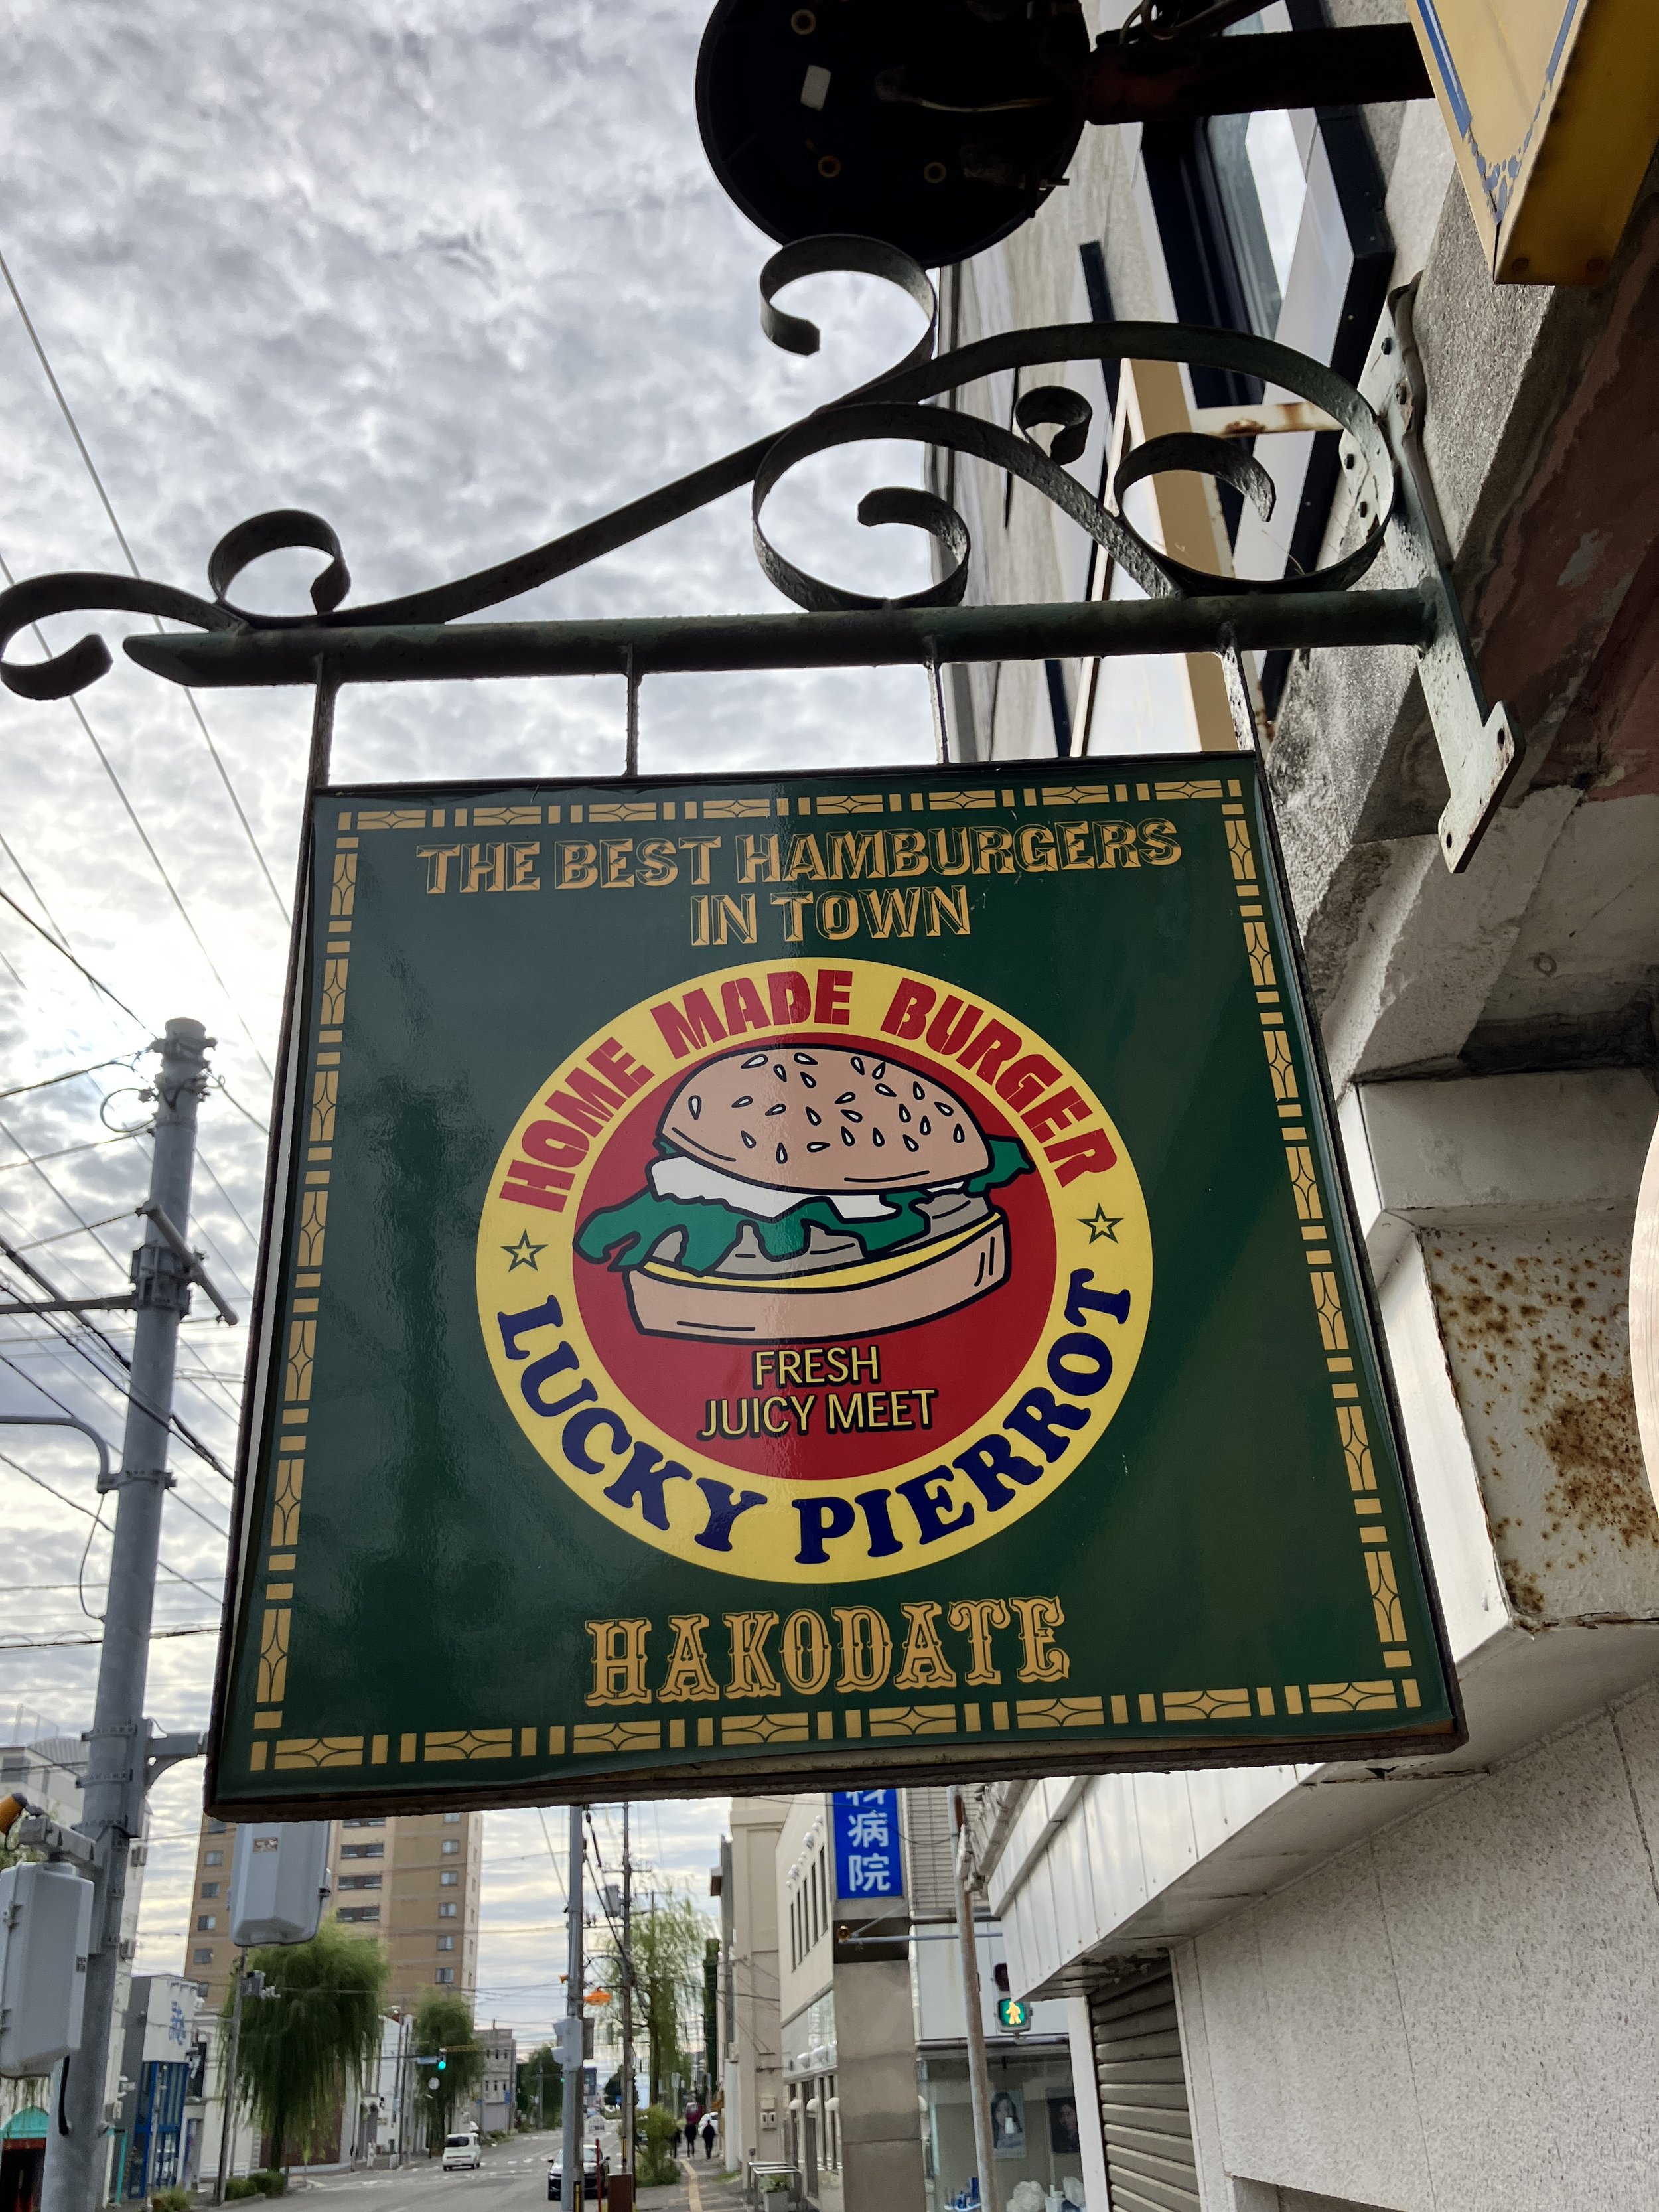 THE BEST HAMBURGERS
IN TOWN
HOME MADE BURGER
FRESH
JUICY MEET
LUCKY PIERROT
HAKODATE
病院